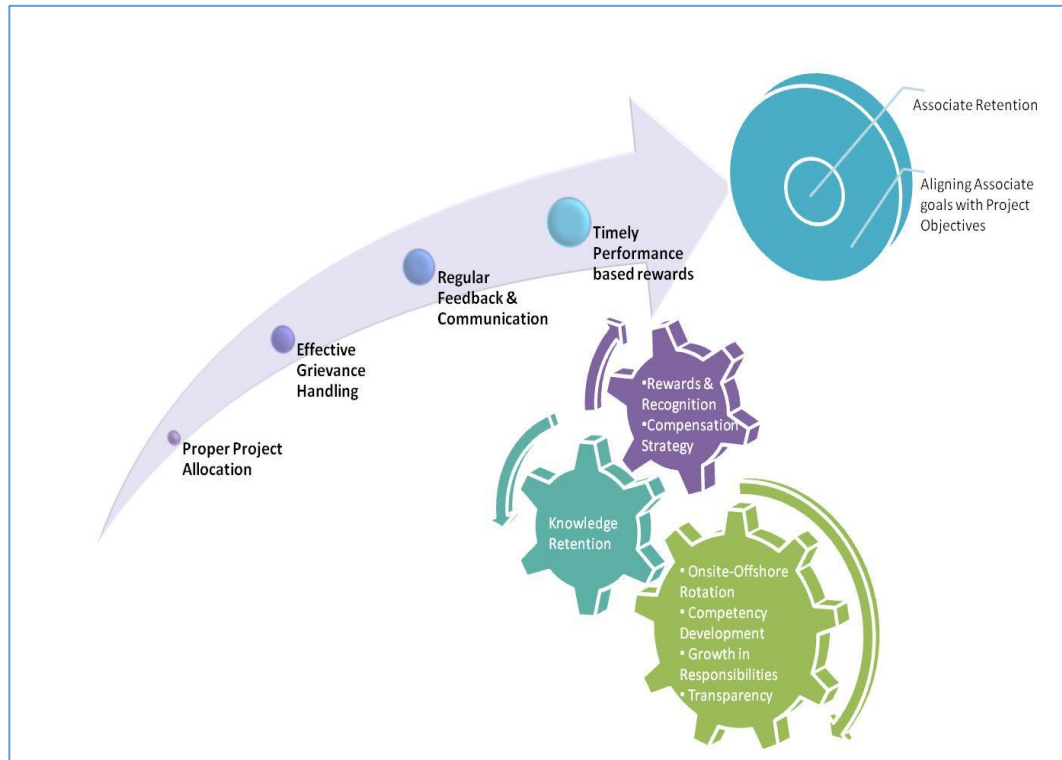 Associate Retention
Aligning Associate
goals with Project
Objectives
Timely
Performance
based rewards
Regular
Feedback &
Communication
Effective
Grievance
Handling
Proper Project
Allocation
▪Rewards &
Recognition
▪Compensation
Strategy
Knowledge
Retention
▪ Onsite-Offshore
Rotation
▪ Competency
Development
▪ Growth in
Responsibilities
▪ Transparency